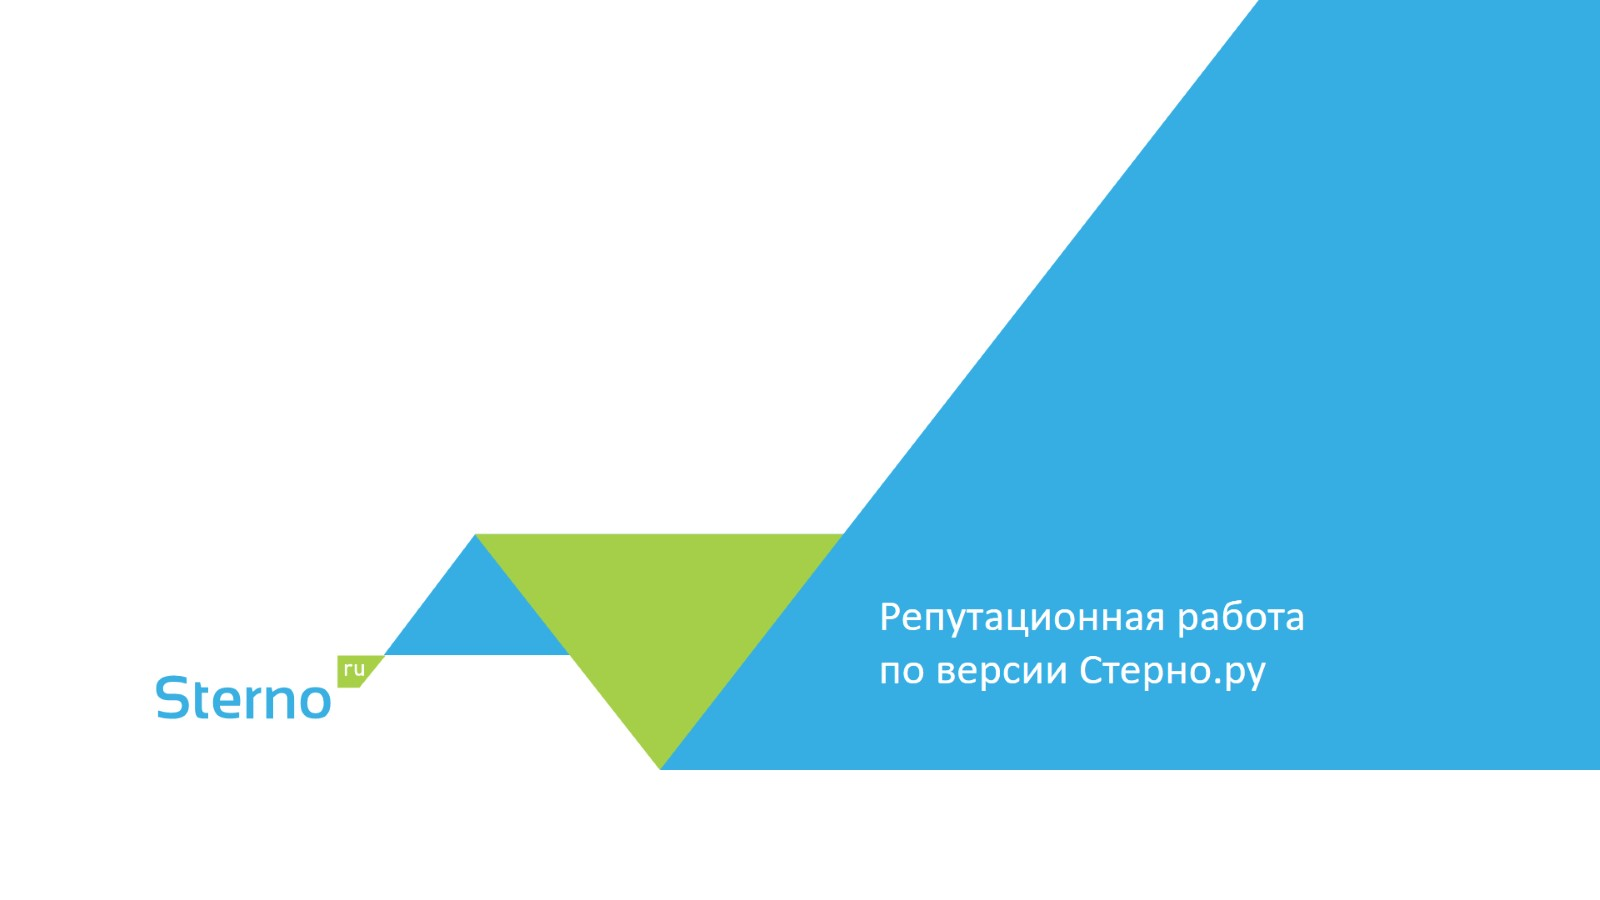 Sterno
ru
Репутационная работа
по версии Стерно.ру